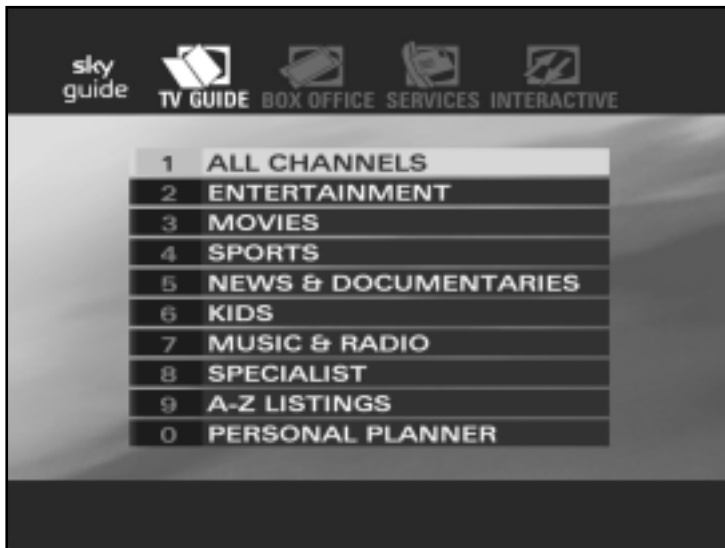 sky
guide
TV GUIDE BOX OFFICE SERVICES INTERACTIVE
1 ALL CHANNELS
2 ENTERTAINMENT
3 MOVIES
4 SPORTS
5 NEWS & DOCUMENTARIES
6 KIDS
7 MUSIC & RADIO
8 SPECIALIST
9 A-Z LISTINGS
0 PERSONAL PLANNER